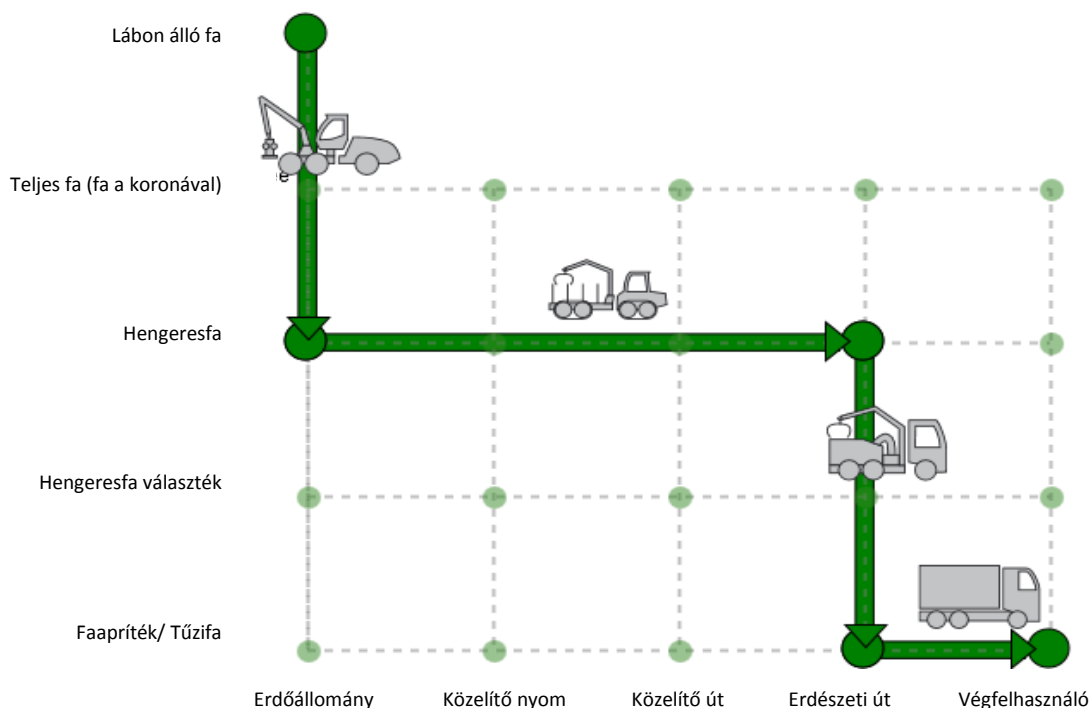 Lábon álló fa
Teljes fa (fa a koronával)
Hengeresfa
Hengeresfa választék
Faapríték/ Tűzifa
Erdőállomány Közelítő nyom Közelítő út Erdészeti út Végfelhasználó